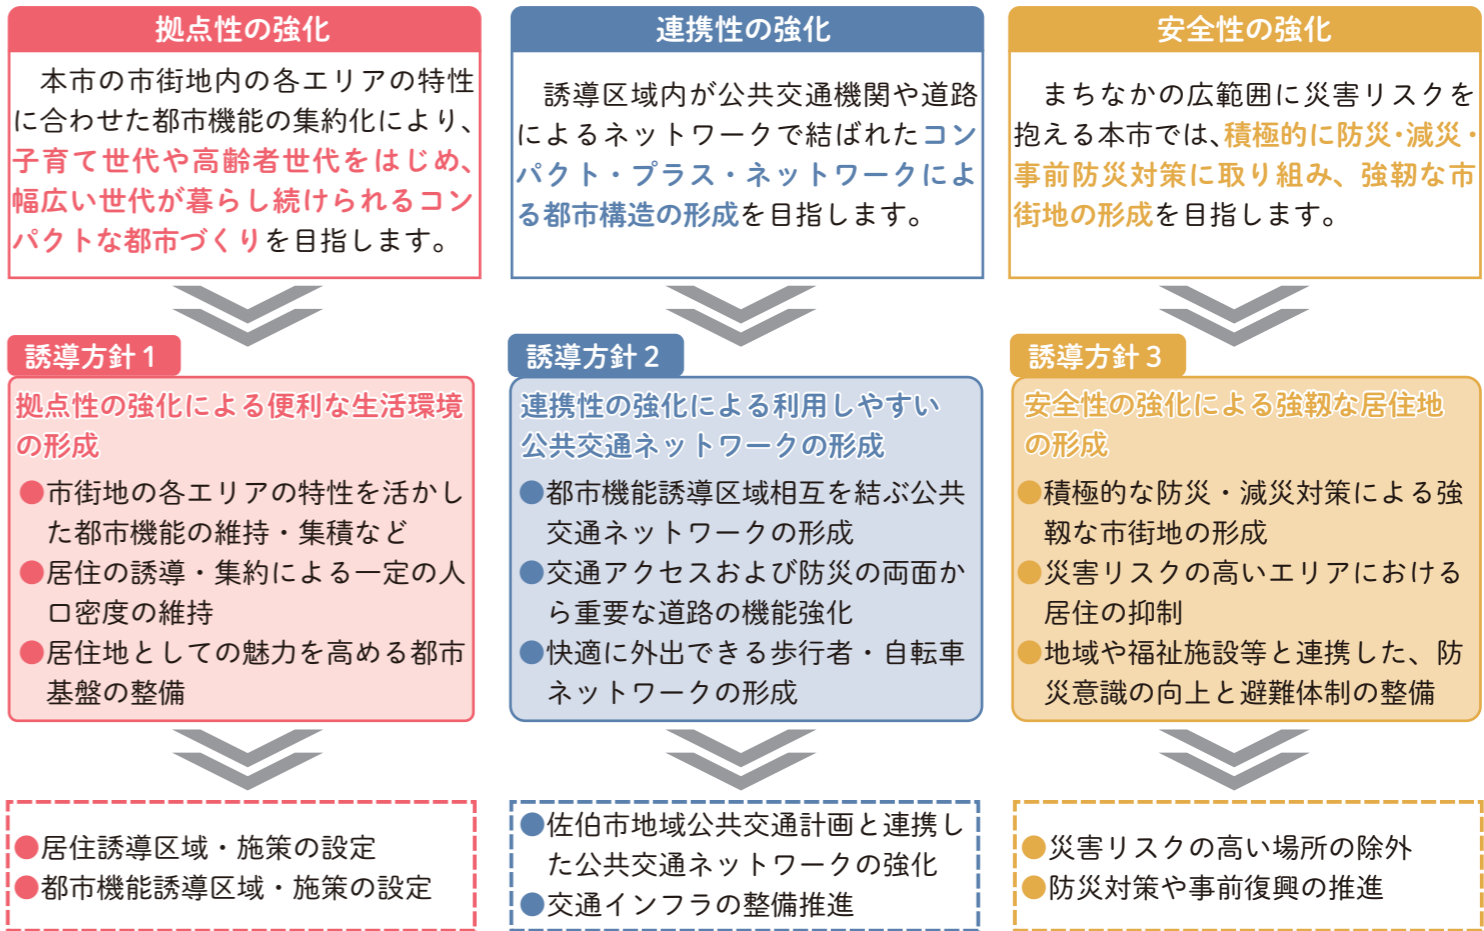 拠点性の強化
本市の市街地内の各エリアの特性
に合わせた都市機能の集約化により、
子育て世代や高齢者世代をはじめ、
幅広い世代が暮らし続けられるコン
パクトな都市づくりを目指します。
誘導方針1
拠点性の強化による便利な生活環境
の形成
●市街地の各エリアの特性を活かし
た都市機能の維持・集積など
●居住の誘導・集約による一定の人
口密度の維持
●居住地としての魅力を高める都市
基盤の整備
●居住誘導区域・施策の設定
●都市機能誘導区域・施策の設定
連携性の強化
誘導区域内が公共交通機関や道路
によるネットワークで結ばれたコン
パクト・プラス・ネットワークによ
る都市構造の形成を目指します。
誘導方針2
連携性の強化による利用しやすい
公共交通ネットワークの形成
●都市機能誘導区域相互を結ぶ公共
交通ネットワークの形成
●交通アクセスおよび防災の両面か
ら重要な道路の機能強化
●快適に外出できる歩行者・自転車
ネットワークの形成
●佐伯市地域公共交通計画と連携し
た公共交通ネットワークの強化
●交通インフラの整備推進
安全性の強化
まちなかの広範囲に災害リスクを
抱える本市では、積極的に防災・減災・
事前防災対策に取り組み、強靱な市
街地の形成を目指します。
誘導方針3
安全性の強化による強靱な居住地
の形成
●積極的な防災・減災対策による強
靱な市街地の形成
●災害リスクの高いエリアにおける
居住の抑制
●地域や福祉施設等と連携した、防
災意識の向上と避難体制の整備
●災害リスクの高い場所の除外
●防災対策や事前復興の推進